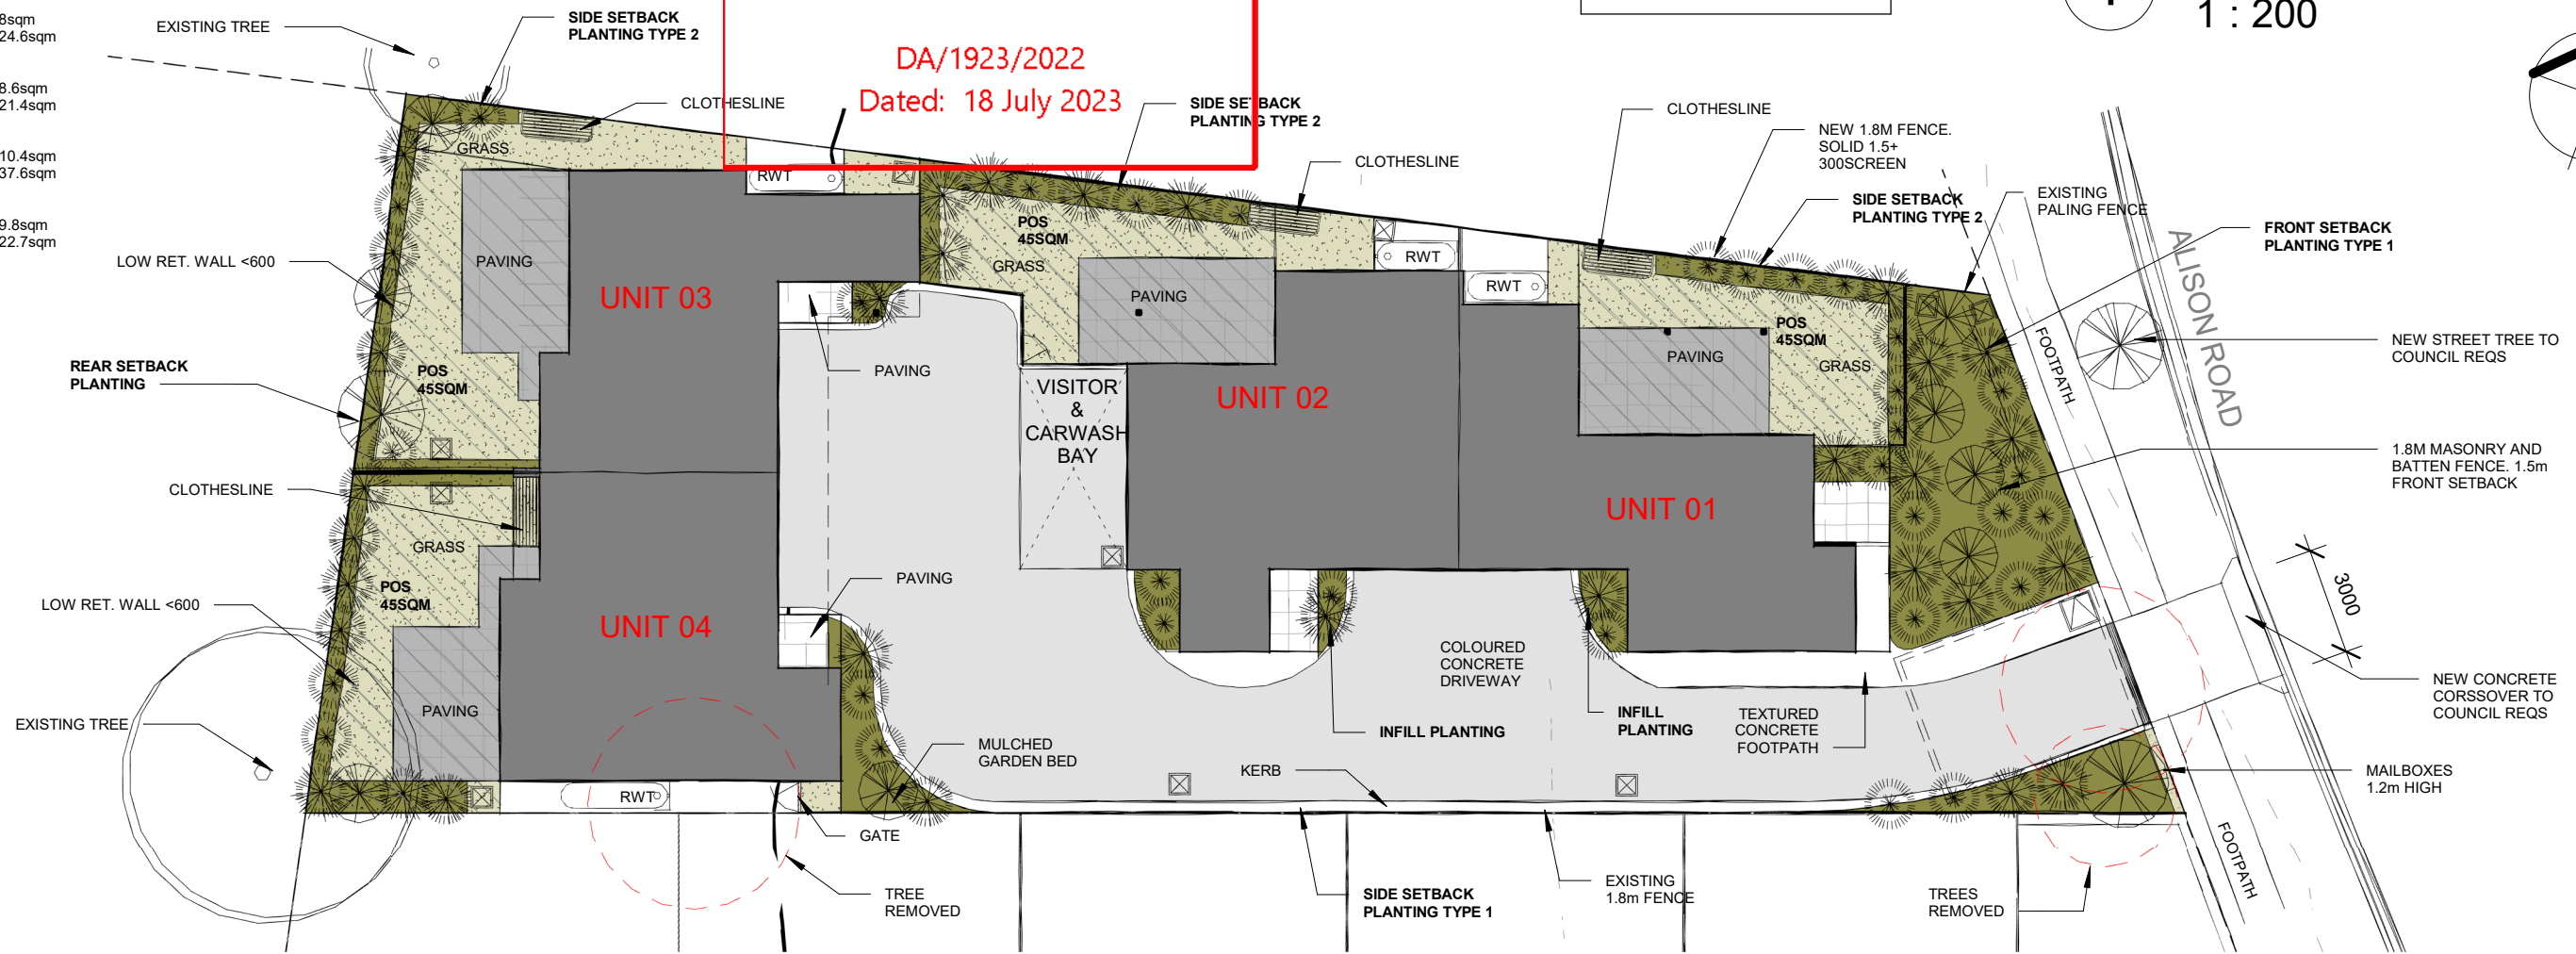 8sqm
24.6sqm
8.6sqm
21.4sqm
10.4sqm
37.6sqm
9.8sqm
22.7sqm
EXISTING TREE
SIDE SETBACK
PLANTING TYPE 2
DA/1923/2022
Dated: 18 July 2023
1 : 200
CLOTHESLINE
SIDE SETBACK
PLANTING TYPE 2
CLOTHESLINE
CLOTHESLINE
NEW 1.8M FENCE.
SOLID 1.5+
300SCREEN
SIDE SETBACK
PLANTING TYPE 2
EXISTING
PALING FENCE
FRONT SETBACK
PLANTING TYPE 1
ALISON ROAD
GRASS
RWT
POS
45SQM
GRASS
RWT
RWT
LOW RET. WALL <600
PAVING
UNIT 03
PAVING
POS
45SQM
PAVING
GRASS
FOOTPATH
NEW STREET TREE TO
COUNCIL REQS
REAR SETBACK
PLANTING
POS
45SQM
PAVING
VISITOR
&
CARWASH
BAY
UNIT 02
1.8M MASONRY AND
BATTEN FENCE. 1.5m
FRONT SETBACK
CLOTHESLINE
UNIT 01
GRASS
POS
45SQM
PAVING
LOW RET. WALL <600
UNIT 04
3000
COLOURED
CONCRETE
DRIVEWAY
NEW CONCRETE
CORSSOVER TO
COUNCIL REQS
EXISTING TREE
PAVING
MULCHED
GARDEN BED
INFILL PLANTING
INFILL
PLANTING
TEXTURED
CONCRETE
FOOTPATH
KERB
MAILBOXES
1.2m HIGH
RWT
GATE
FOOTPATH
TREE
REMOVED
SIDE SETBACK
PLANTING TYPE 1
EXISTING
1.8m FENCE
TREES
REMOVED